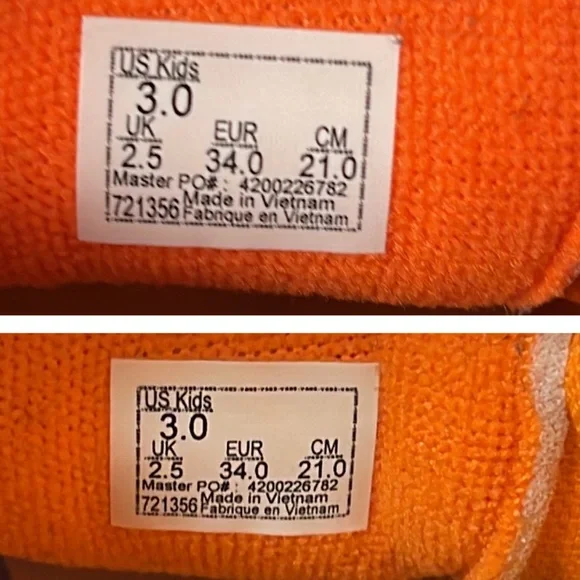 US Kids
3.0
UK EUR CM
2.5 34.0 21.0
Master PO# : 4200226782
721356 Made in Vietnam
Fabrique en Vietnam
US Kids
3.0
UK EUR CM
2.5 34.0 21.0
Master PO# : 4200226782
721356 Made in Vietnam
Fabrique en Vietnam